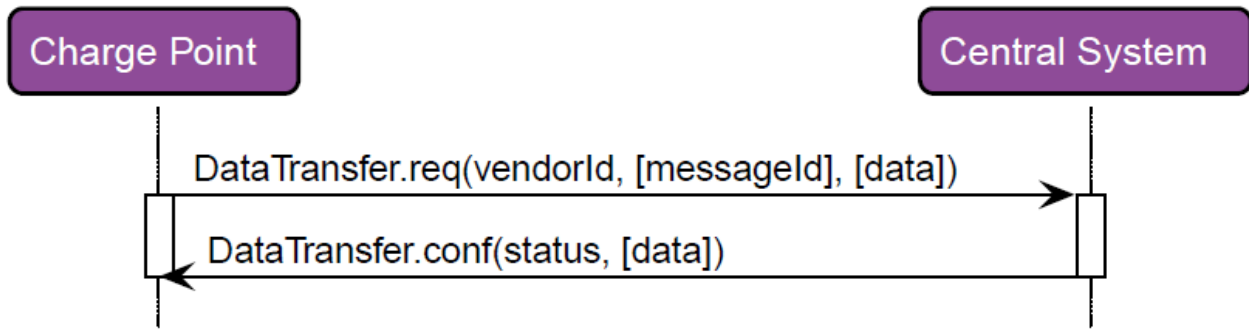 Charge Point
Central System
DataTransfer.req(vendorId, [messageId], [data])
DataTransfer.conf(status, [data])